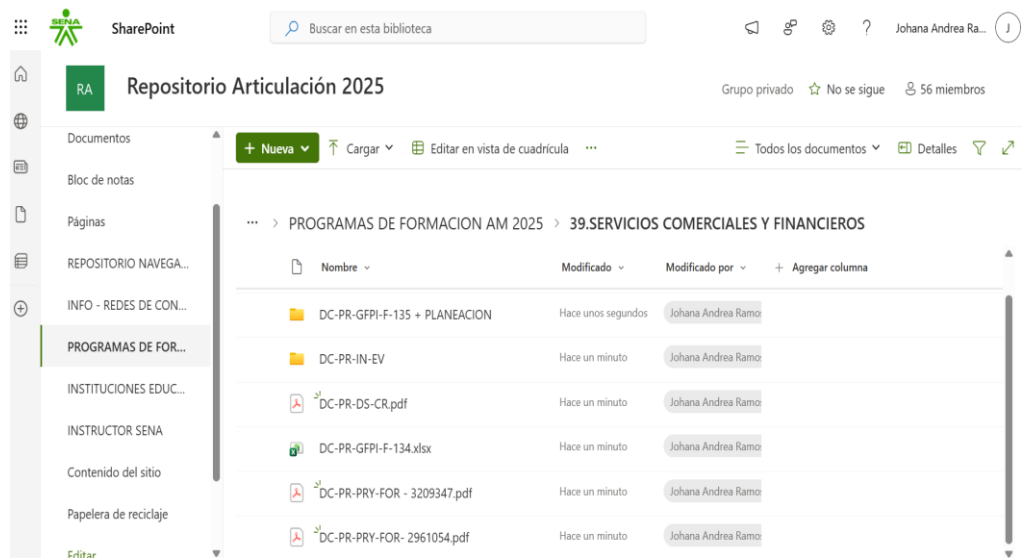 SENA
SharePoint
Buscar en esta biblioteca
Johana Andrea Ra...
J
RA
Repositorio Articulación 2025
Grupo privado
No se sigue
56 miembros
Documentos
Bloc de notas
Páginas
REPOSITORIO NAVEGA...
INFO - REDES DE CON...
PROGRAMAS DE FOR...
INSTITUCIONES EDUC...
INSTRUCTOR SENA
Contenido del sitio
Papelera de reciclaje
Editar
+ Nueva
Cargar
Editar en vista de cuadrícula
...
Todos los documentos
Detalles
... > PROGRAMAS DE FORMACION AM 2025 > 39.SERVICIOS COMERCIALES Y FINANCIEROS
Nombre Modificado Modificado por + Agregar columna
DC-PR-GFPI-F-135 + PLANEACION Hace unos segundos Johana Andrea Ramos
DC-PR-IN-EV Hace un minuto Johana Andrea Ramos
DC-PR-DS-CR.pdf Hace un minuto Johana Andrea Ramos
DC-PR-GFPI-F-134.xlsx Hace un minuto Johana Andrea Ramos
DC-PR-PRY-FOR - 3209347.pdf Hace un minuto Johana Andrea Ramos
DC-PR-PRY-FOR- 2961054.pdf Hace un minuto Johana Andrea Ramos